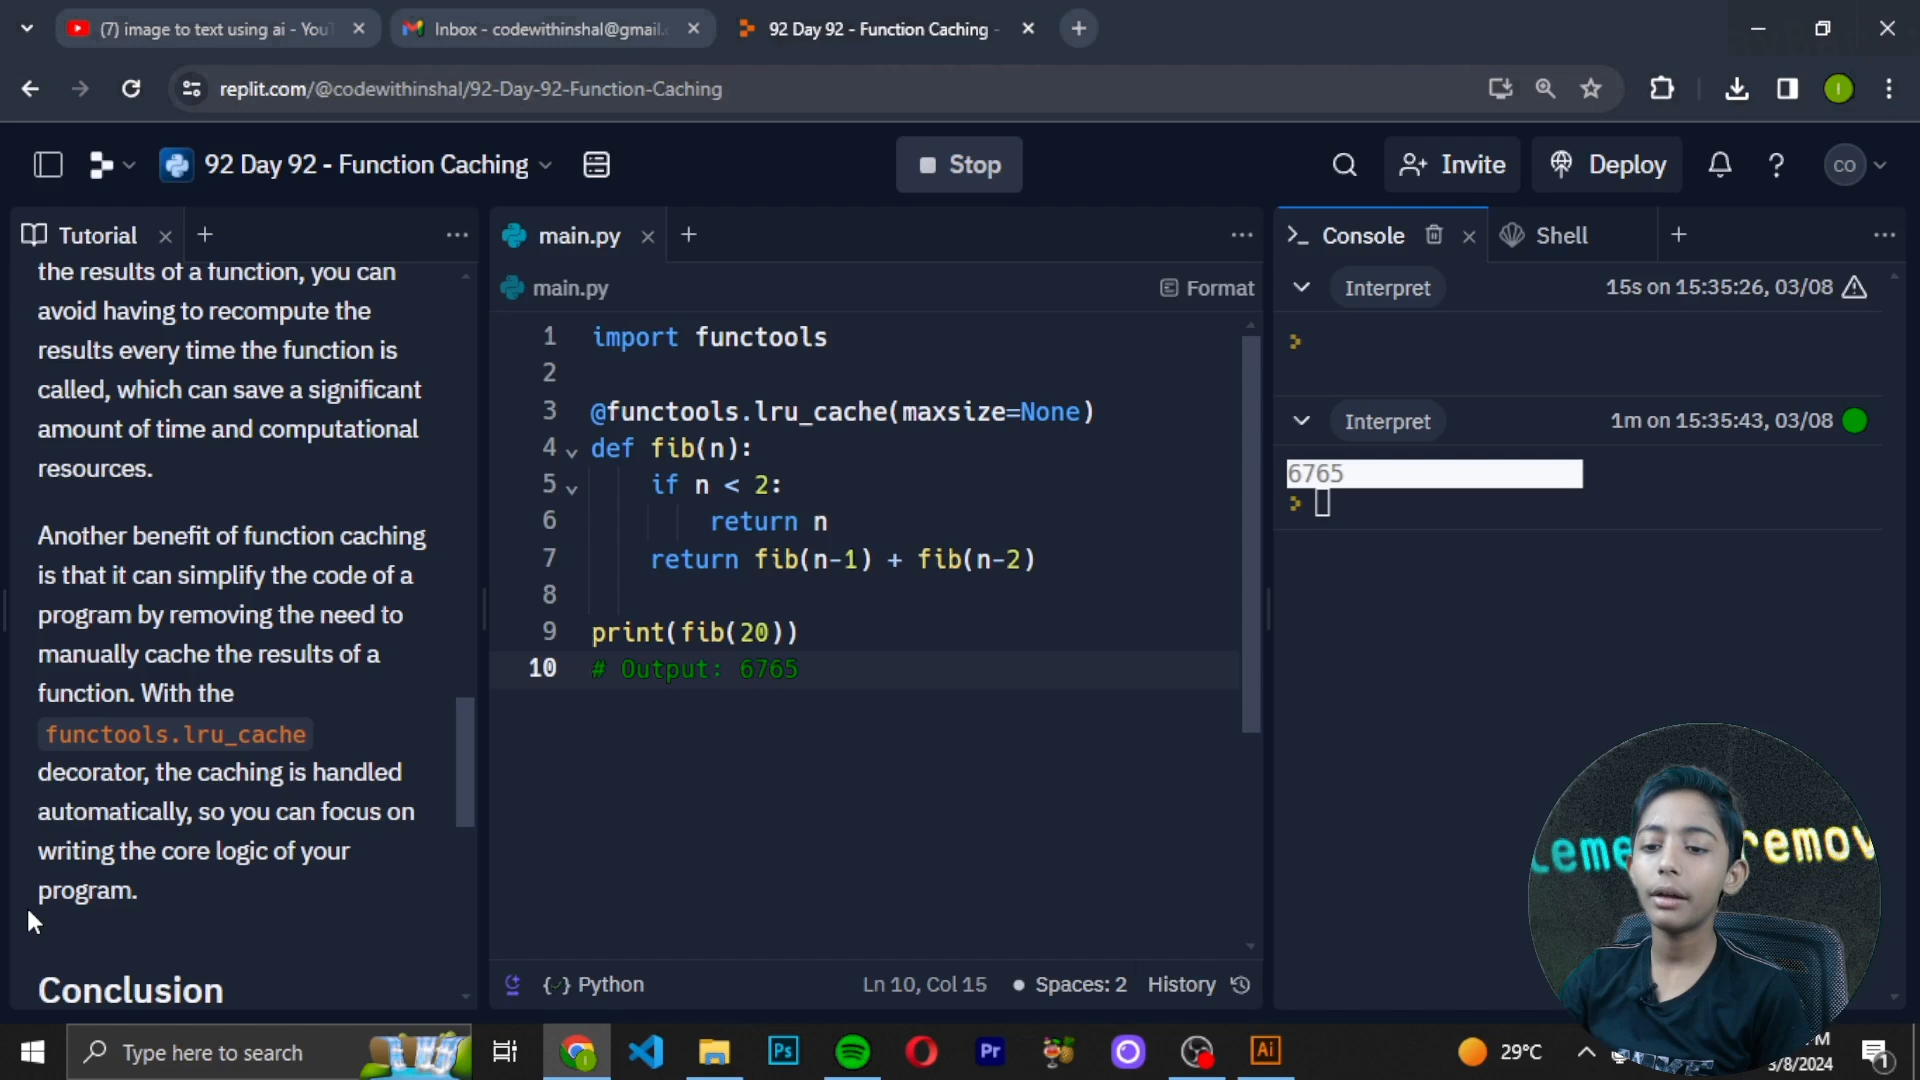 (7) image to text using ai - You
Inbox - codewithinshal@gmail.
92 Day 92 - Function Caching -
replit.com/@codewithinshal/92-Day-92-Function-Caching
92 Day 92 - Function Caching
Stop
Invite
Deploy
CO
Tutorial
main.py
Console
Shell
the results of a function, you can
avoid having to recompute the
results every time the function is
called, which can save a significant
amount of time and computational
resources.
Another benefit of function caching
is that it can simplify the code of a
program by removing the need to
manually cache the results of a
function. With the
functools.lru_cache
decorator, the caching is handled
automatically, so you can focus on
writing the core logic of your
program.
Conclusion
main.py
Format
1 import functools
2
3 @functools.lru_cache(maxsize=None)
4 def fib(n):
5 if n < 2:
6 return n
7 return fib(n-1) + fib(n-2)
8
9 print(fib(20))
10 # Output: 6765
Python
Ln 10, Col 15
Spaces: 2
History
Interpret
15s on 15:35:26, 03/08
Interpret
1m on 15:35:43, 03/08
6765
leme
remov
Type here to search
Ps
Pr
Ai
29°C
M
3/8/2024
1